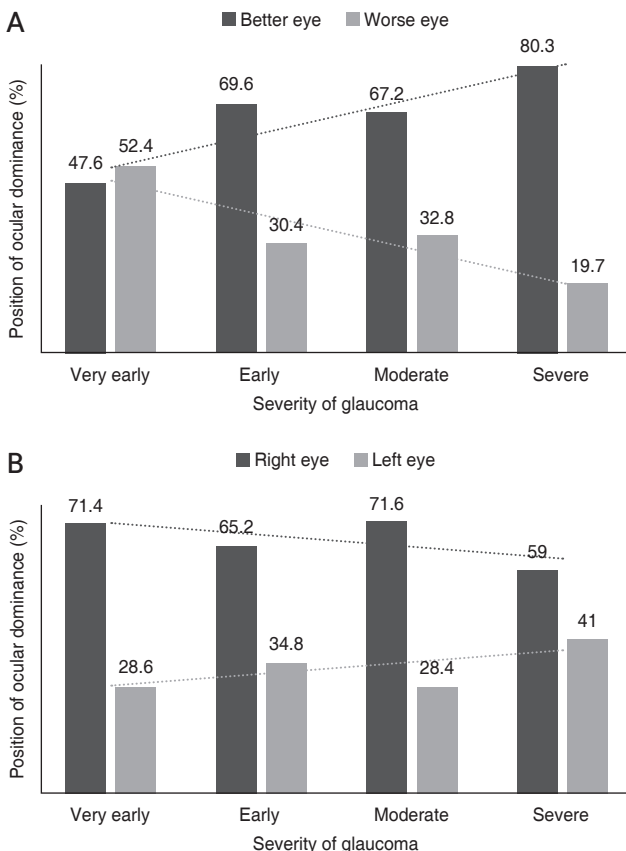 A
Better eye Worse eye
Position of ocular dominance (%)
80.3
69.6
67.2
52.4
47.6
32.8
30.4
19.7
Very early Early Moderate Severe
Severity of glaucoma
B
Right eye Left eye
Position of ocular dominance (%)
71.4
71.6
65.2
59
41
34.8
28.6
28.4
Very early Early Moderate Severe
Severity of glaucoma